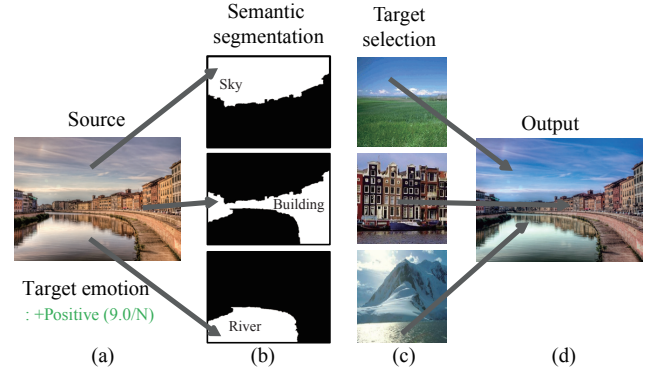 Semantic
segmentation
Target
selection
Source
Sky
Output
Building
Target emotion
: +Positive (9.0/N)
River
(a)
(b)
(c)
(d)